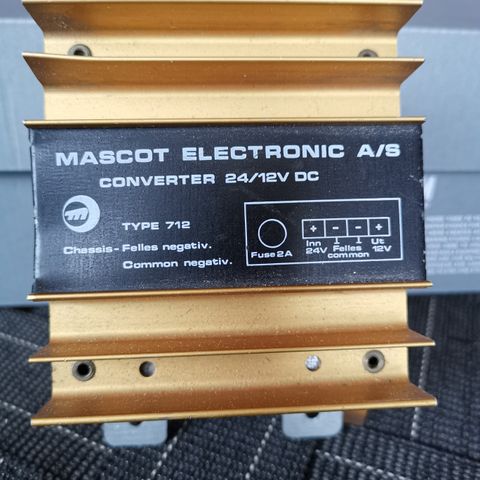 MASCOT ELECTRONIC A/S
CONVERTER 24/12V DC
m
TYPE 712
Chassis- Felles negativ.
Common negativ.
Fuse 2A
+ - - +
Inn Ut
24V Felles 12V
common